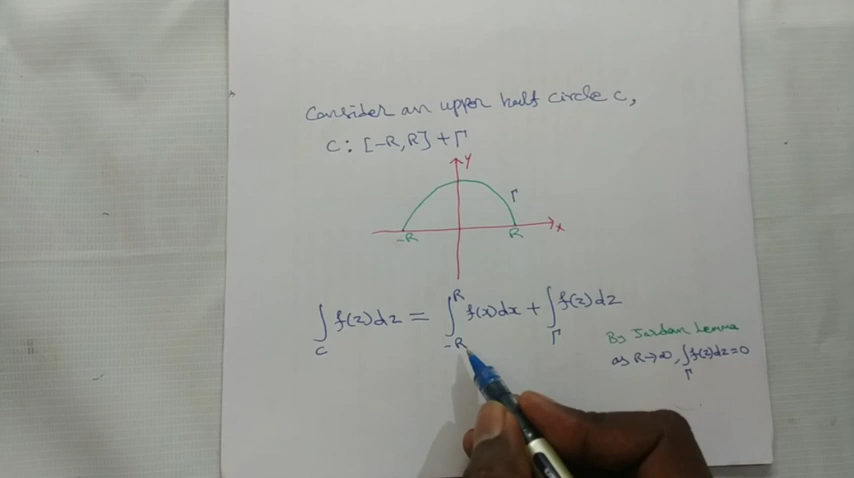 Consider an upper half circle C,
C: [-R, R] + Γ
y
Γ
-R R x
∫_C f(z)dz = ∫_{-R}^{R} f(x)dx + ∫_Γ f(z)dz
By Jordan Lemma
as R→∞, ∫_Γ f(z)dz=0